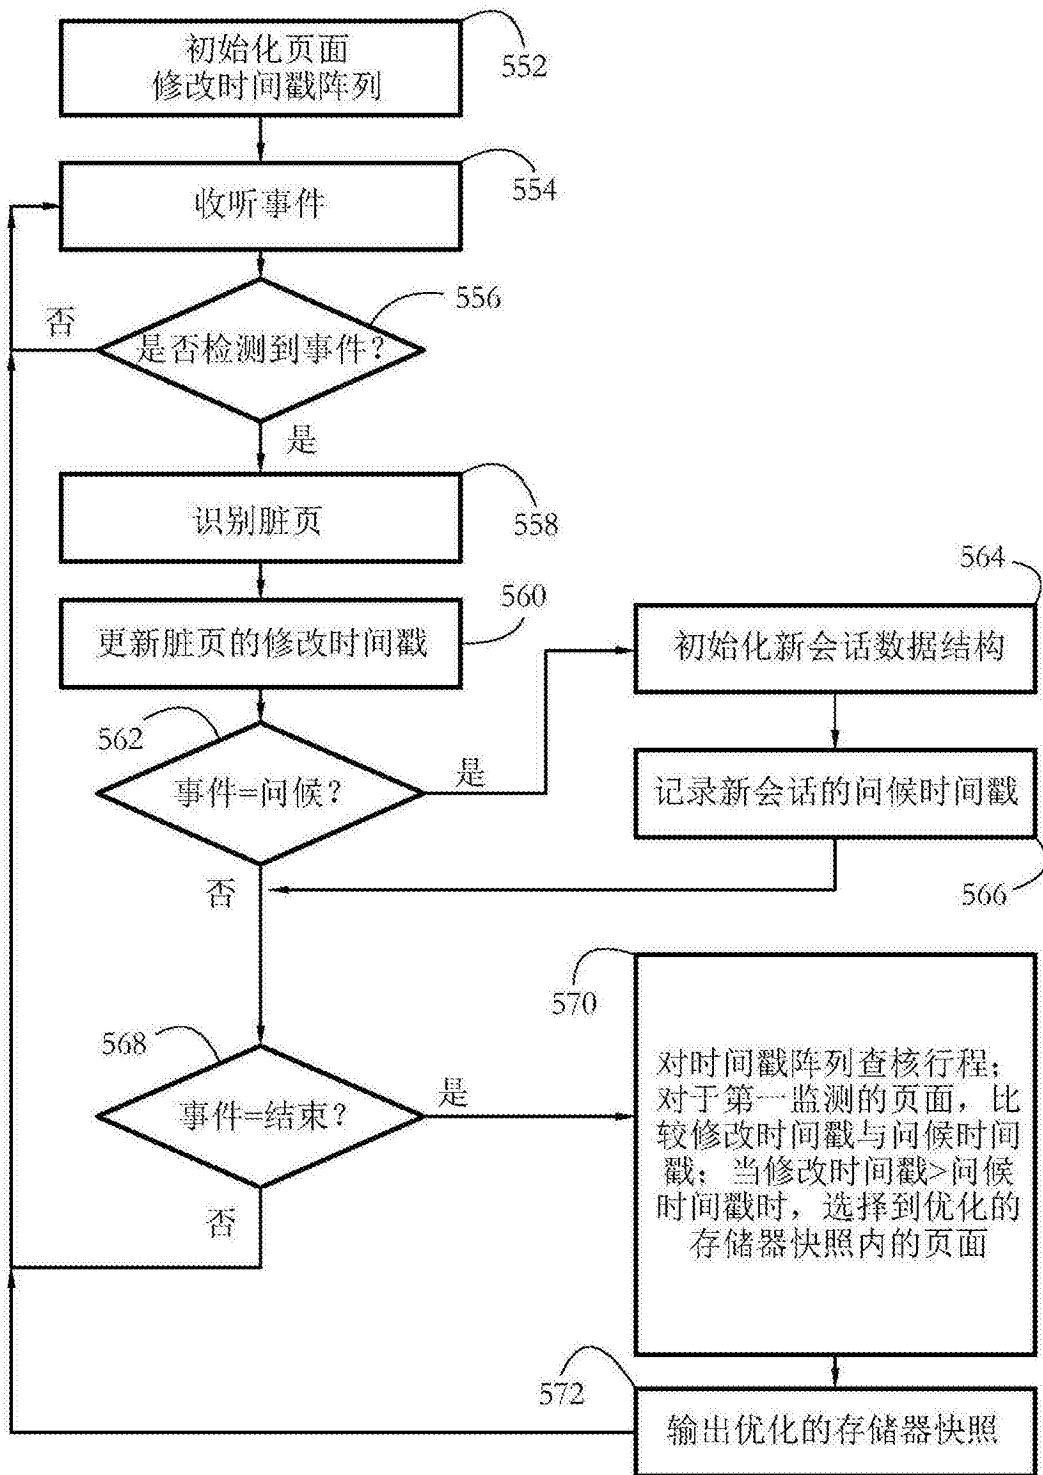 初始化页面
修改时间戳阵列
552
收听事件
554
是否检测到事件?
556
否
是
识别脏页
558
更新脏页的修改时间戳
560
564
初始化新会话数据结构
562
事件=问候?
是
记录新会话的问候时间戳
566
否
570
568
事件=结束?
是
对时间戳阵列查核行程;
对于第一监测的页面，比
较修改时间戳与问候时间
戳；当修改时间戳>问候
时间戳时，选择到优化的
存储器快照内的页面
否
572
输出优化的存储器快照